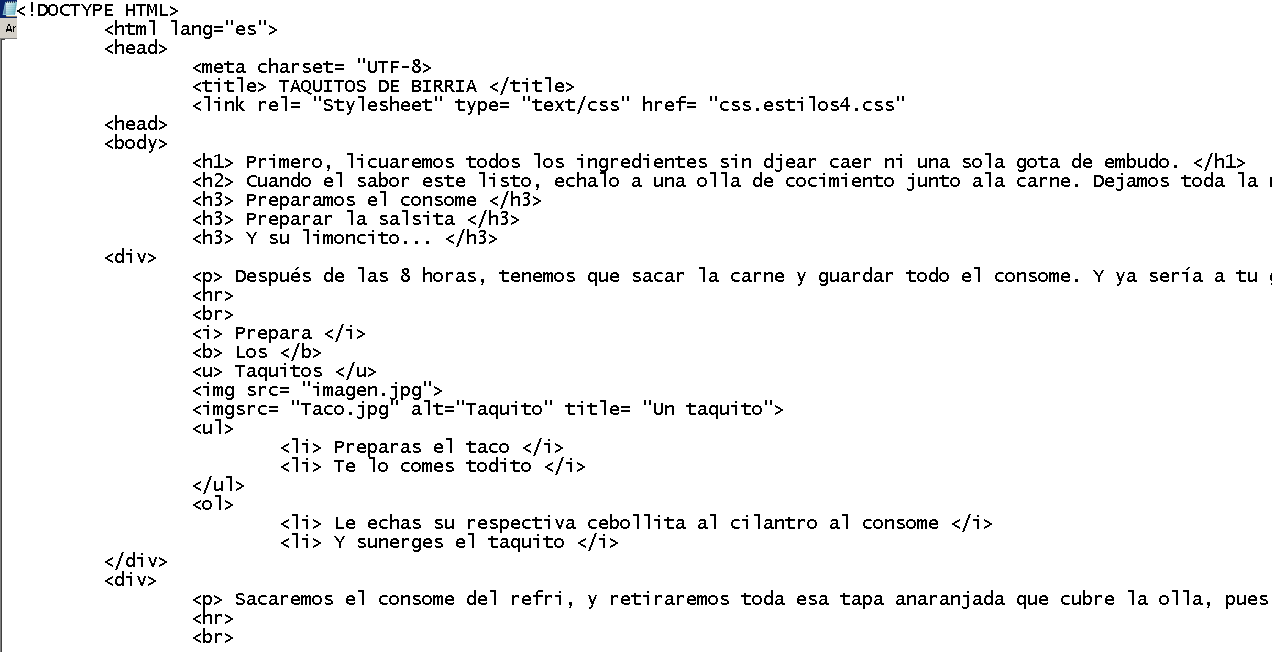 <!DOCTYPE HTML>
Ar
<html lang="es">
<head>
<meta charset= "UTF-8>
<title> TAQUITOS DE BIRRIA </title>
<link rel= "Stylesheet" type= "text/css" href= "css.estilos4.css"
<head>
<body>
<h1> Primero, licuaremos todos los ingredientes sin djear caer ni una sola gota de embudo. </h1>
<h2> Cuando el sabor este listo, echalo a una olla de cocimiento junto ala carne. Dejamos toda la
<h3> Preparamos el consome </h3>
<h3> Preparar la salsita </h3>
<h3> Y su limoncito... </h3>
<div>
<p> Después de las 8 horas, tenemos que sacar la carne y guardar todo el consome. Y ya sería a tu
<hr>
<br>
<i> Prepara </i>
<b> Los </b>
<u> Taquitos </u>
<img src= "imagen.jpg">
<imgsrc= "Taco.jpg" alt="Taquito" title= "Un taquito">
<ul>
<li> Preparas el taco </i>
<li> Te lo comes todito </i>
</ul>
<ol>
<li> Le echas su respectiva cebollita al cilantro al consome </i>
<li> Y sunerges el taquito </i>
</div>
<div>
<p> Sacaremos el consome del refri, y retiraremos toda esa tapa anaranjada que cubre la olla, pues
<hr>
<br>